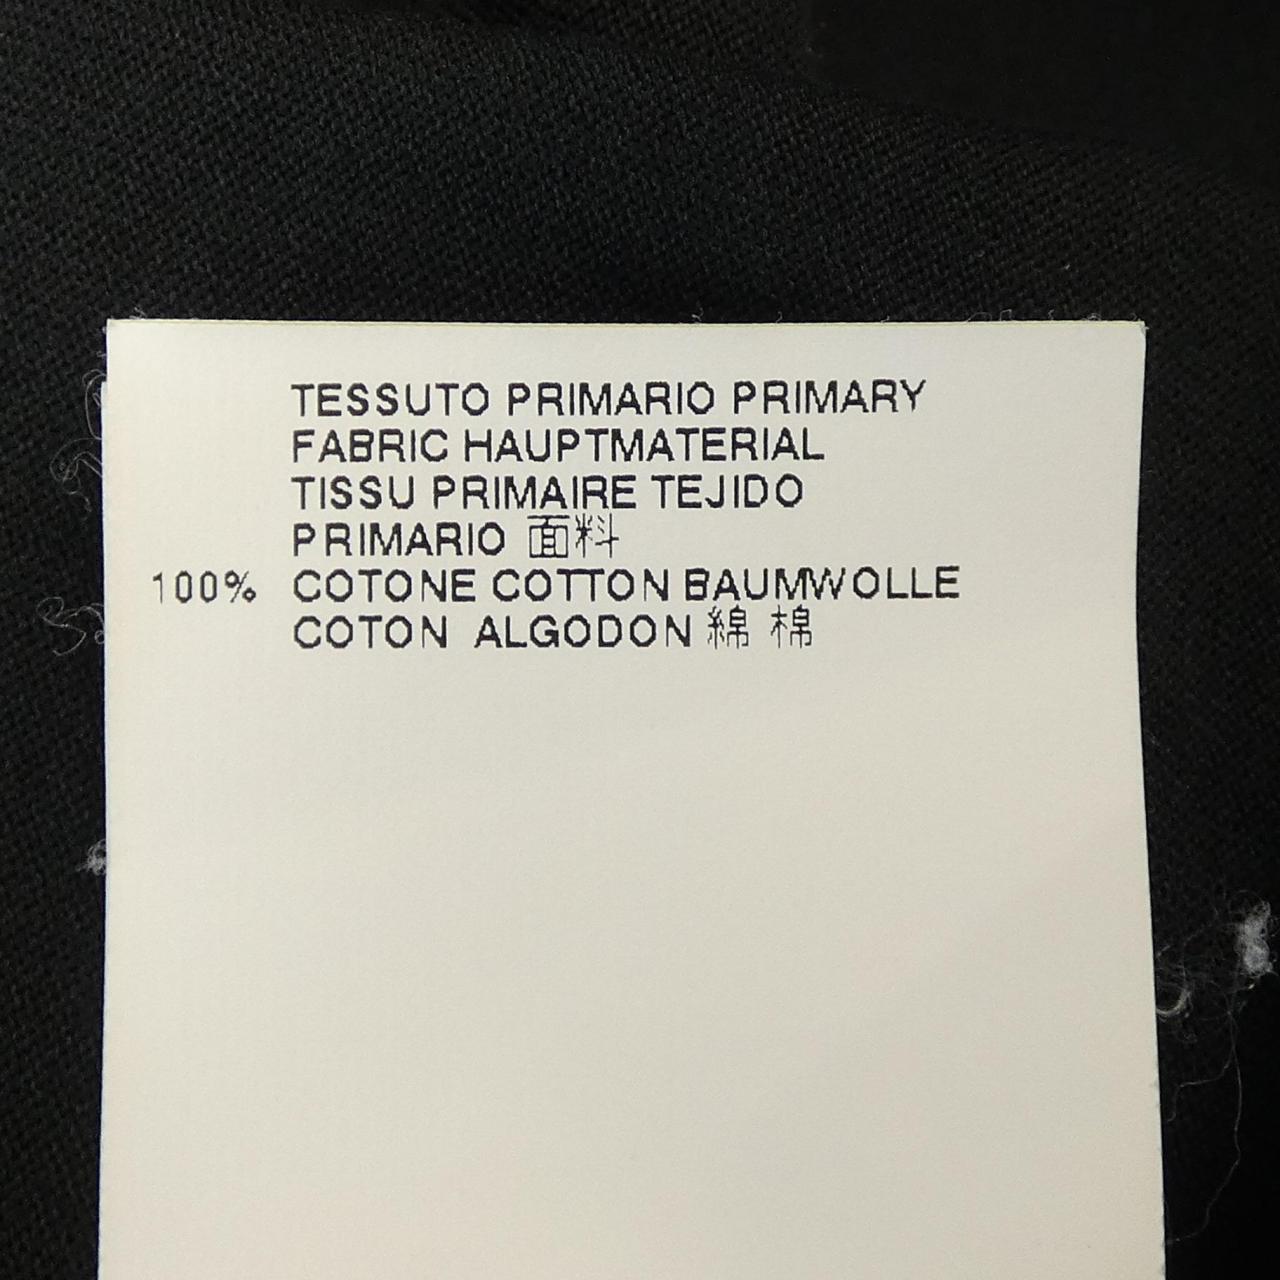 TESSUTO PRIMARIO PRIMARY
FABRIC HAUPTMATERIAL
TISSU PRIMAIRE TEJIDO
PRIMARIO 面料
100% COTONE COTTON BAUMWOLLE
COTON ALGODON 綿 棉